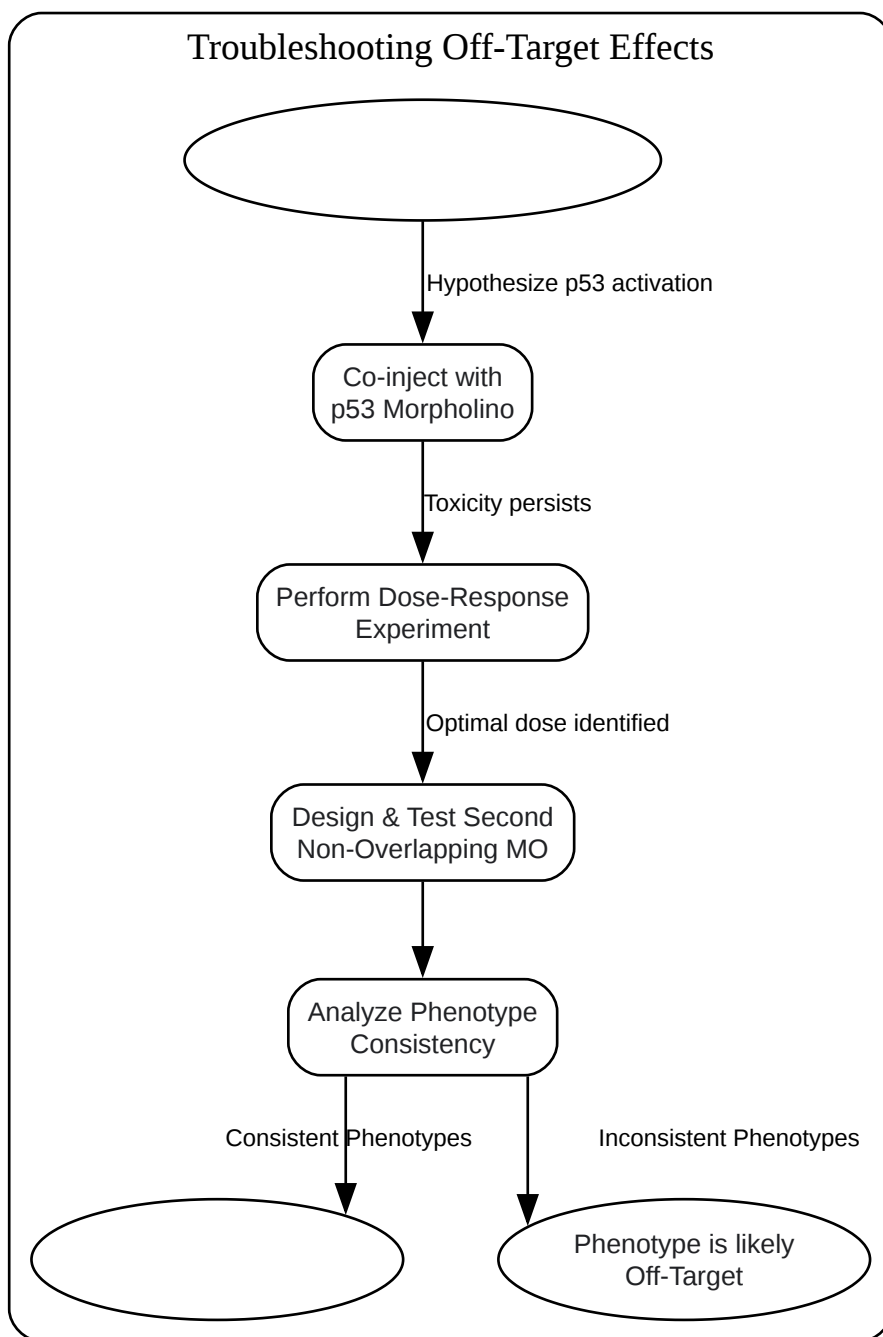 Troubleshooting Off-Target Effects
Hypothesize p53 activation
Co-inject with
p53 Morpholino
Toxicity persists
Perform Dose-Response
Experiment
Optimal dose identified
Design & Test Second
Non-Overlapping MO
Analyze Phenotype
Consistency
Consistent Phenotypes
Inconsistent Phenotypes
Phenotype is likely
Off-Target